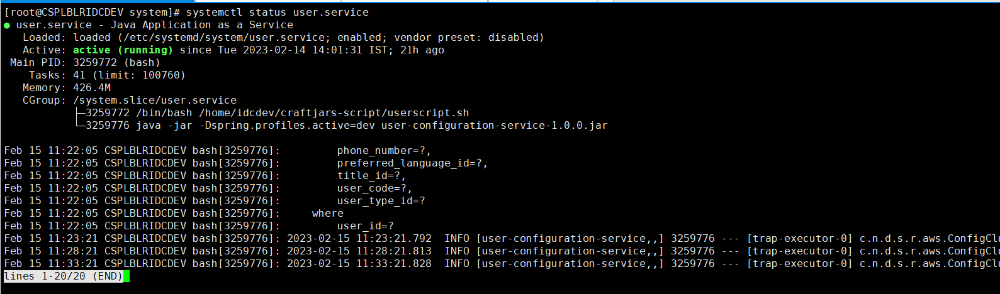 [root@CSPLBLRIDCDEV system]# systemctl status user.service
● user.service - Java Application as a Service
   Loaded: loaded (/etc/systemd/system/user.service; enabled; vendor preset: disabled)
   Active: active (running) since Tue 2023-02-14 14:01:31 IST; 21h ago
 Main PID: 3259772 (bash)
    Tasks: 41 (limit: 100760)
   Memory: 426.4M
   CGroup: /system.slice/user.service
           ├─3259772 /bin/bash /home/idcdev/craftjars-script/userscript.sh
           └─3259776 java -jar -Dspring.profiles.active=dev user-configuration-service-1.0.0.jar
Feb 15 11:22:05 CSPLBLRIDCDEV bash[3259776]:         phone_number=?,
Feb 15 11:22:05 CSPLBLRIDCDEV bash[3259776]:         preferred_language_id=?,
Feb 15 11:22:05 CSPLBLRIDCDEV bash[3259776]:         title_id=?,
Feb 15 11:22:05 CSPLBLRIDCDEV bash[3259776]:         user_code=?,
Feb 15 11:22:05 CSPLBLRIDCDEV bash[3259776]:         user_type_id=?
Feb 15 11:22:05 CSPLBLRIDCDEV bash[3259776]:     where
Feb 15 11:22:05 CSPLBLRIDCDEV bash[3259776]:         user_id=?
Feb 15 11:23:21 CSPLBLRIDCDEV bash[3259776]: 2023-02-15 11:23:21.792  INFO [user-configuration-service,,] 3259776 --- [trap-executor-0] c.n.d.s.r.aws.ConfigClu
Feb 15 11:28:21 CSPLBLRIDCDEV bash[3259776]: 2023-02-15 11:28:21.813  INFO [user-configuration-service,,] 3259776 --- [trap-executor-0] c.n.d.s.r.aws.ConfigClu
Feb 15 11:33:21 CSPLBLRIDCDEV bash[3259776]: 2023-02-15 11:33:21.828  INFO [user-configuration-service,,] 3259776 --- [trap-executor-0] c.n.d.s.r.aws.ConfigClu
lines 1-20/20 (END)